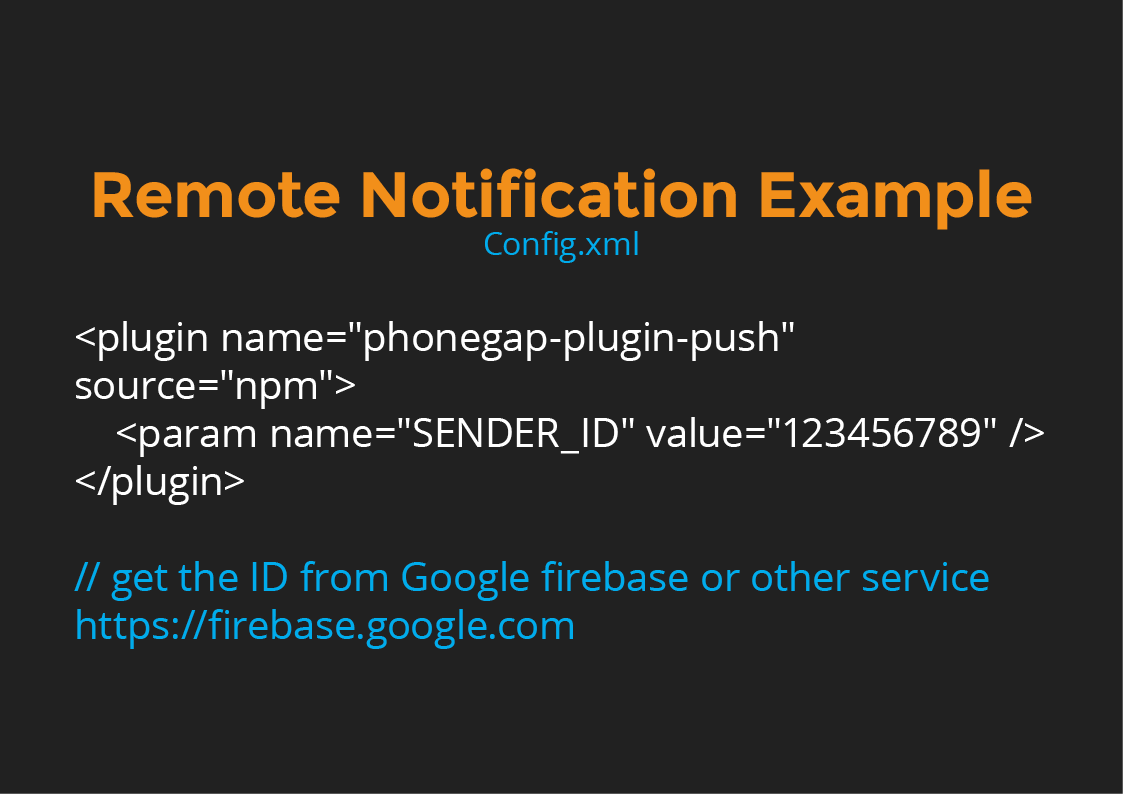 Remote Notification Example
Config.xml
<plugin name="phonegap-plugin-push"
source="npm">
    <param name="SENDER_ID" value="123456789" />
</plugin>
// get the ID from Google firebase or other service
https://firebase.google.com